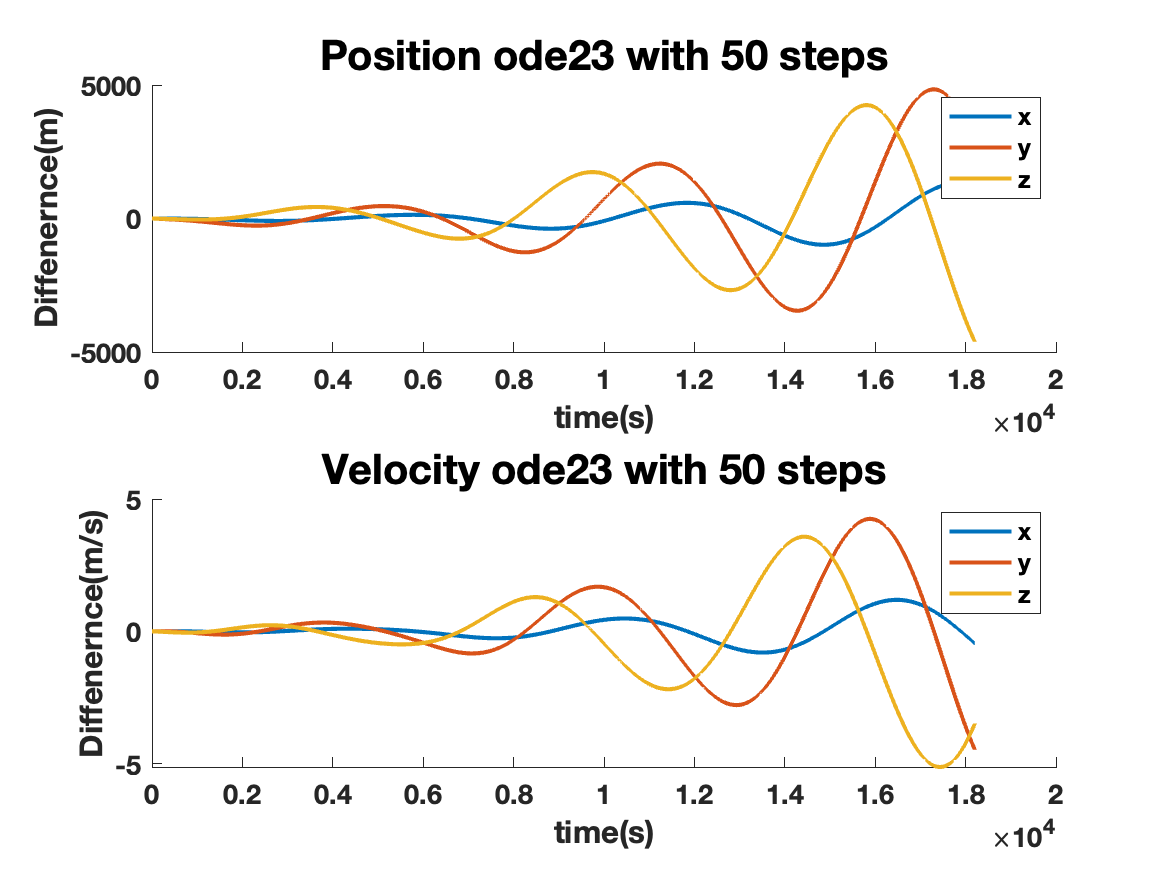 Position ode23 with 50 steps
5000
0
-5000
Diffenernce(m)
x
y
z
0 0.2 0.4 0.6 0.8 1 1.2 1.4 1.6 1.8 2
time(s)
×10⁴
Velocity ode23 with 50 steps
5
0
-5
Diffenernce(m/s)
x
y
z
0 0.2 0.4 0.6 0.8 1 1.2 1.4 1.6 1.8 2
time(s)
×10⁴